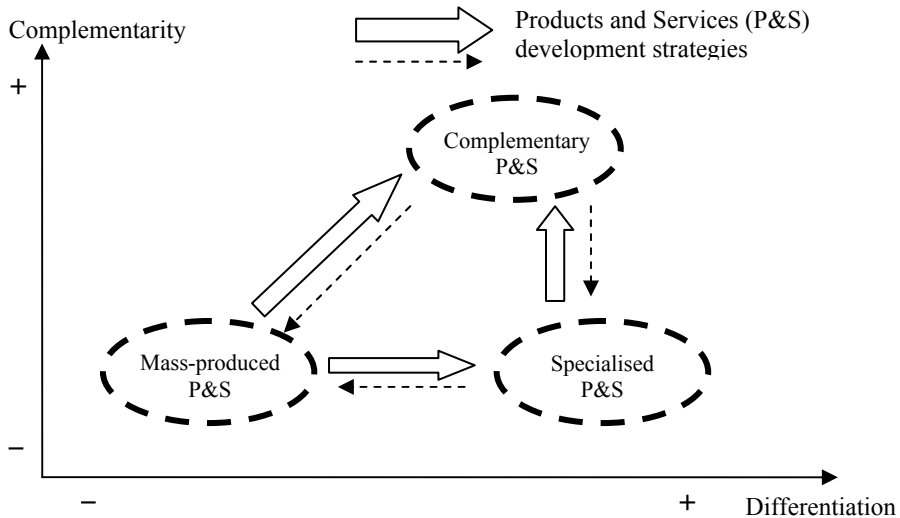 Complementarity
Products and Services (P&S)
development strategies
+
Complementary
P&S
Mass-produced
P&S
Specialised
P&S
−
−
+
Differentiation